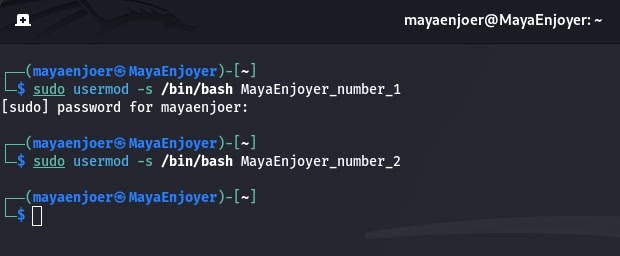 mayaenjoer@MayaEnjoyer: ~
┌──(mayaenjoer㉿MayaEnjoyer)-[~]
└─$ sudo usermod -s /bin/bash MayaEnjoyer_number_1
[sudo] password for mayaenjoer:
┌──(mayaenjoer㉿MayaEnjoyer)-[~]
└─$ sudo usermod -s /bin/bash MayaEnjoyer_number_2
┌──(mayaenjoer㉿MayaEnjoyer)-[~]
└─$